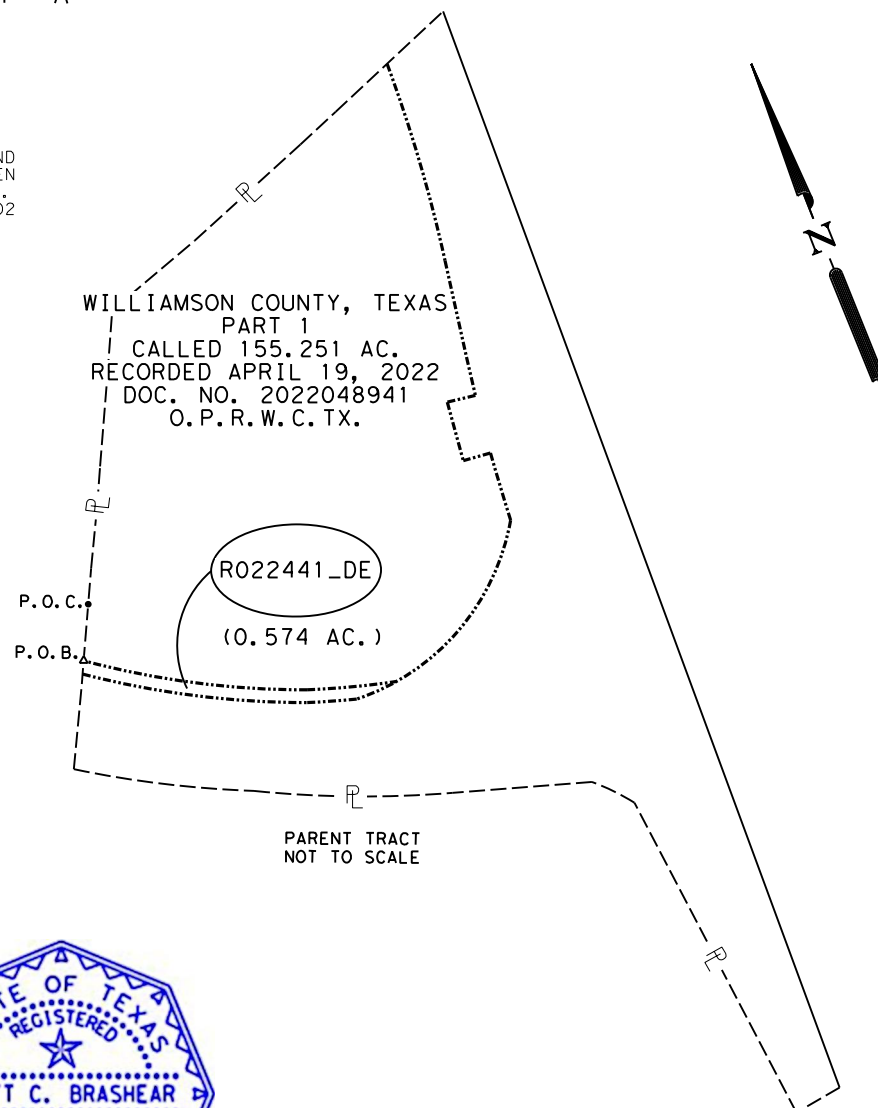 WILLIAMSON COUNTY, TEXAS
PART 1
CALLED 155.251 AC.
RECORDED APRIL 19, 2022
DOC. NO. 2022048941
O.P.R.W.C.TX.
PL
PL
R022441_DE
(0.574 AC.)
P.O.C.
P.O.B.
PL
PARENT TRACT
NOT TO SCALE
PL
N
OF TEXAS
REGISTERED
C. BRASHEAR